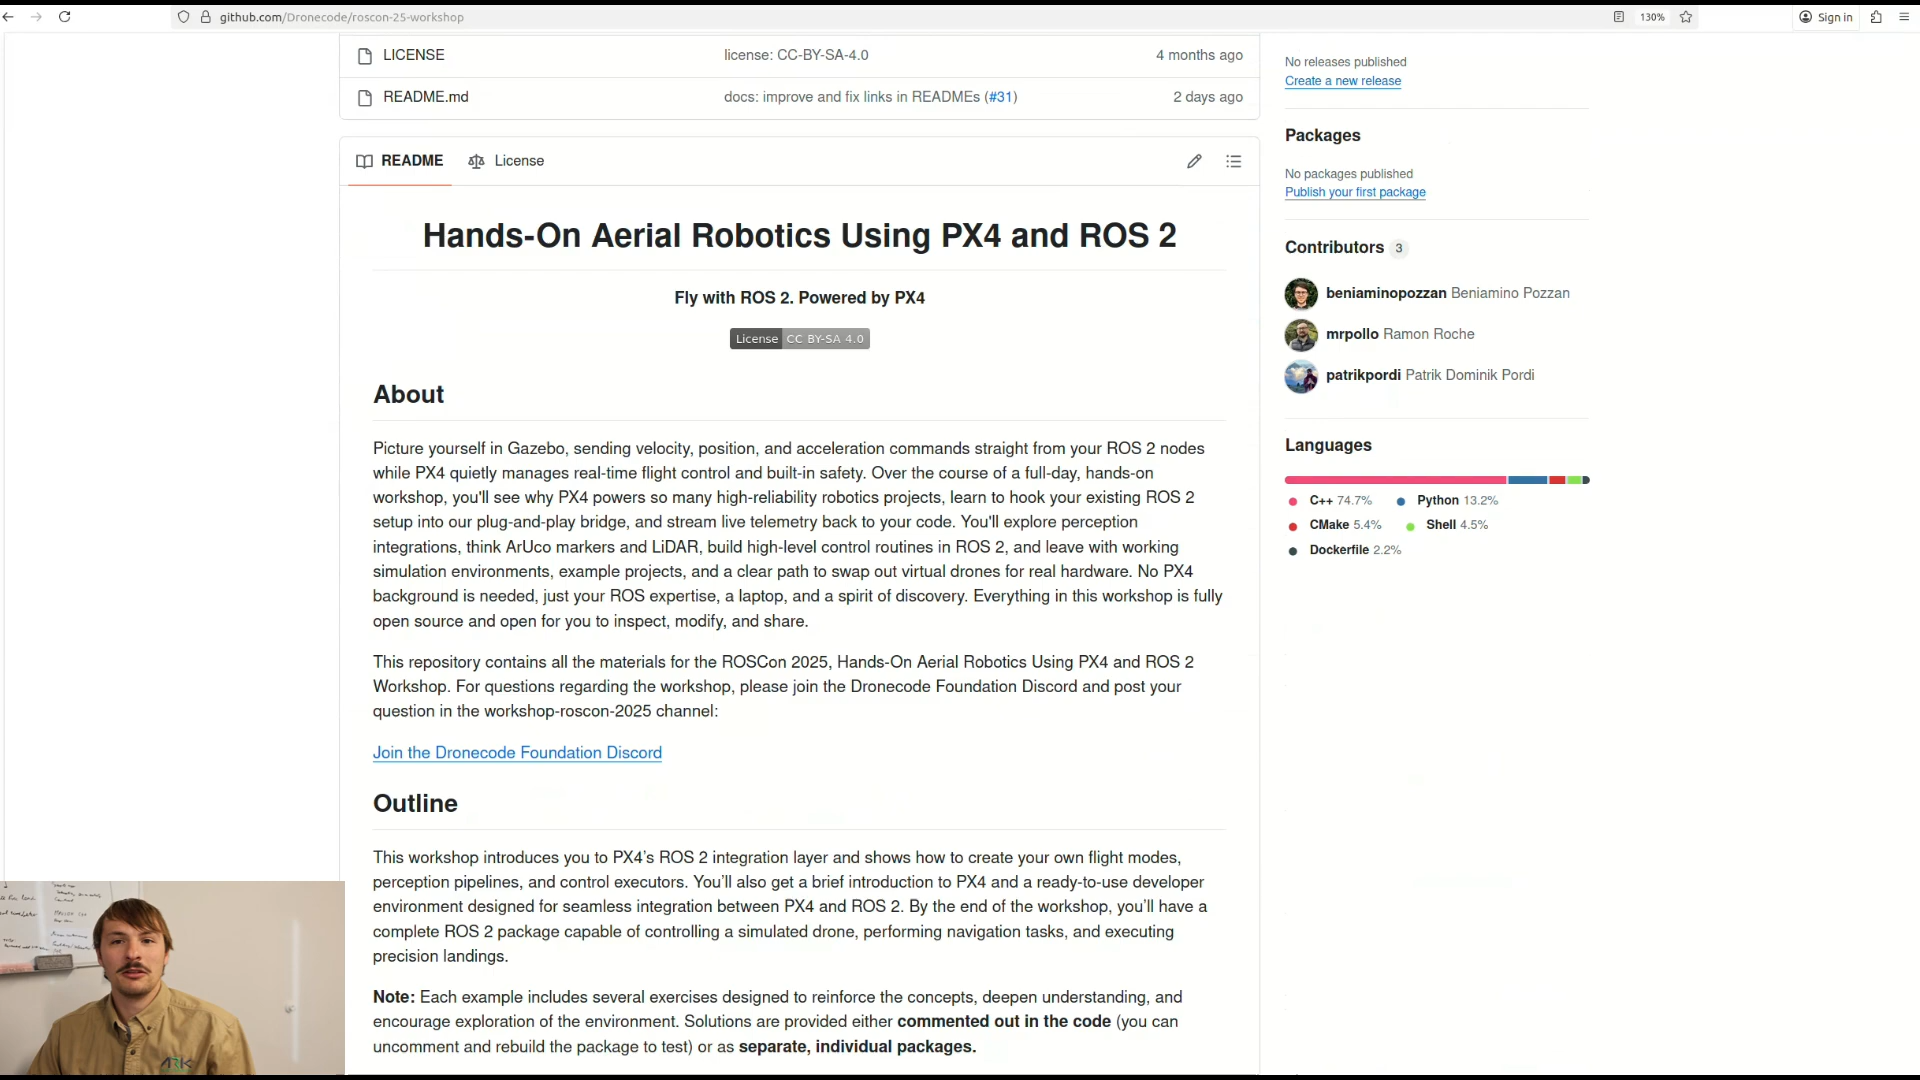 github.com/Dronecode/roscon-25-workshop
130%
Sign in
LICENSE
license: CC-BY-SA-4.0
4 months ago
README.md
docs: improve and fix links in READMEs (#31)
2 days ago
README
License
Hands-On Aerial Robotics Using PX4 and ROS 2
Fly with ROS 2. Powered by PX4
License CC BY-SA 4.0
About
Picture yourself in Gazebo, sending velocity, position, and acceleration commands straight from your ROS 2 nodes
while PX4 quietly manages real-time flight control and built-in safety. Over the course of a full-day, hands-on
workshop, you'll see why PX4 powers so many high-reliability robotics projects, learn to hook your existing ROS 2
setup into our plug-and-play bridge, and stream live telemetry back to your code. You'll explore perception
integrations, think ArUco markers and LiDAR, build high-level control routines in ROS 2, and leave with working
simulation environments, example projects, and a clear path to swap out virtual drones for real hardware. No PX4
background is needed, just your ROS expertise, a laptop, and a spirit of discovery. Everything in this workshop is fully
open source and open for you to inspect, modify, and share.
This repository contains all the materials for the ROSCon 2025, Hands-On Aerial Robotics Using PX4 and ROS 2
Workshop. For questions regarding the workshop, please join the Dronecode Foundation Discord and post your
question in the workshop-roscon-2025 channel:
Join the Dronecode Foundation Discord
Outline
This workshop introduces you to PX4's ROS 2 integration layer and shows how to create your own flight modes,
perception pipelines, and control executors. You'll also get a brief introduction to PX4 and a ready-to-use developer
environment designed for seamless integration between PX4 and ROS 2. By the end of the workshop, you'll have a
complete ROS 2 package capable of controlling a simulated drone, performing navigation tasks, and executing
precision landings.
Note: Each example includes several exercises designed to reinforce the concepts, deepen understanding, and
encourage exploration of the environment. Solutions are provided either commented out in the code (you can
uncomment and rebuild the package to test) or as separate, individual packages.
No releases published
Create a new release
Packages
No packages published
Publish your first package
Contributors 3
beniaminopozzan Beniamino Pozzan
mrpollo Ramon Roche
patrikpordi Patrik Dominik Pordi
Languages
C++ 74.7%
Python 13.2%
CMake 5.4%
Shell 4.5%
Dockerfile 2.2%
ARK